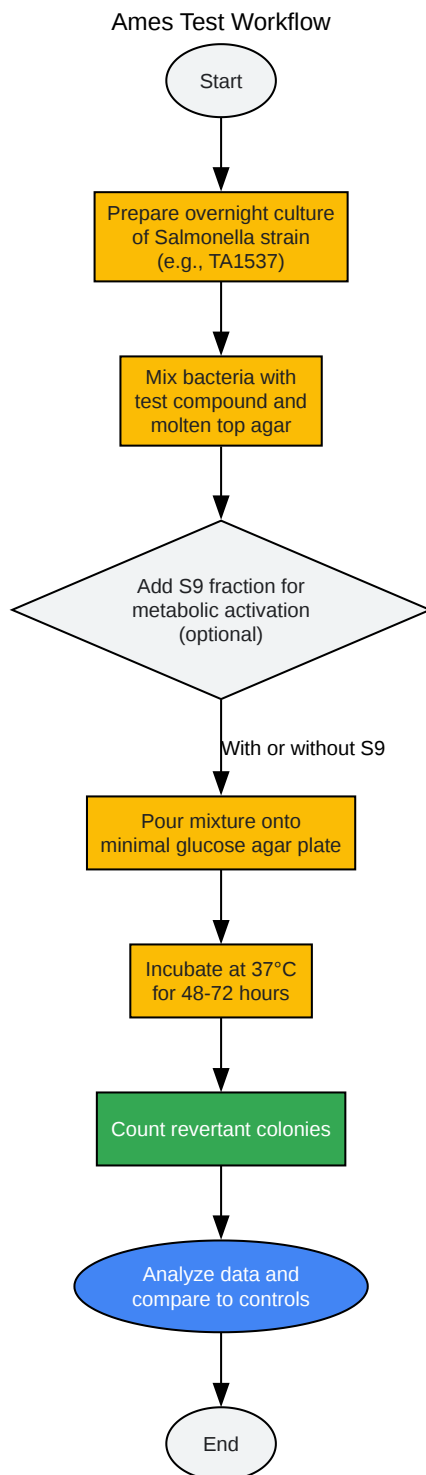 Ames Test Workflow
Start
Prepare overnight culture
of Salmonella strain
(e.g., TA1537)
Mix bacteria with
test compound and
molten top agar
Add S9 fraction for
metabolic activation
(optional)
With or without S9
Pour mixture onto
minimal glucose agar plate
Incubate at 37°C
for 48-72 hours
Count revertant colonies
Analyze data and
compare to controls
End